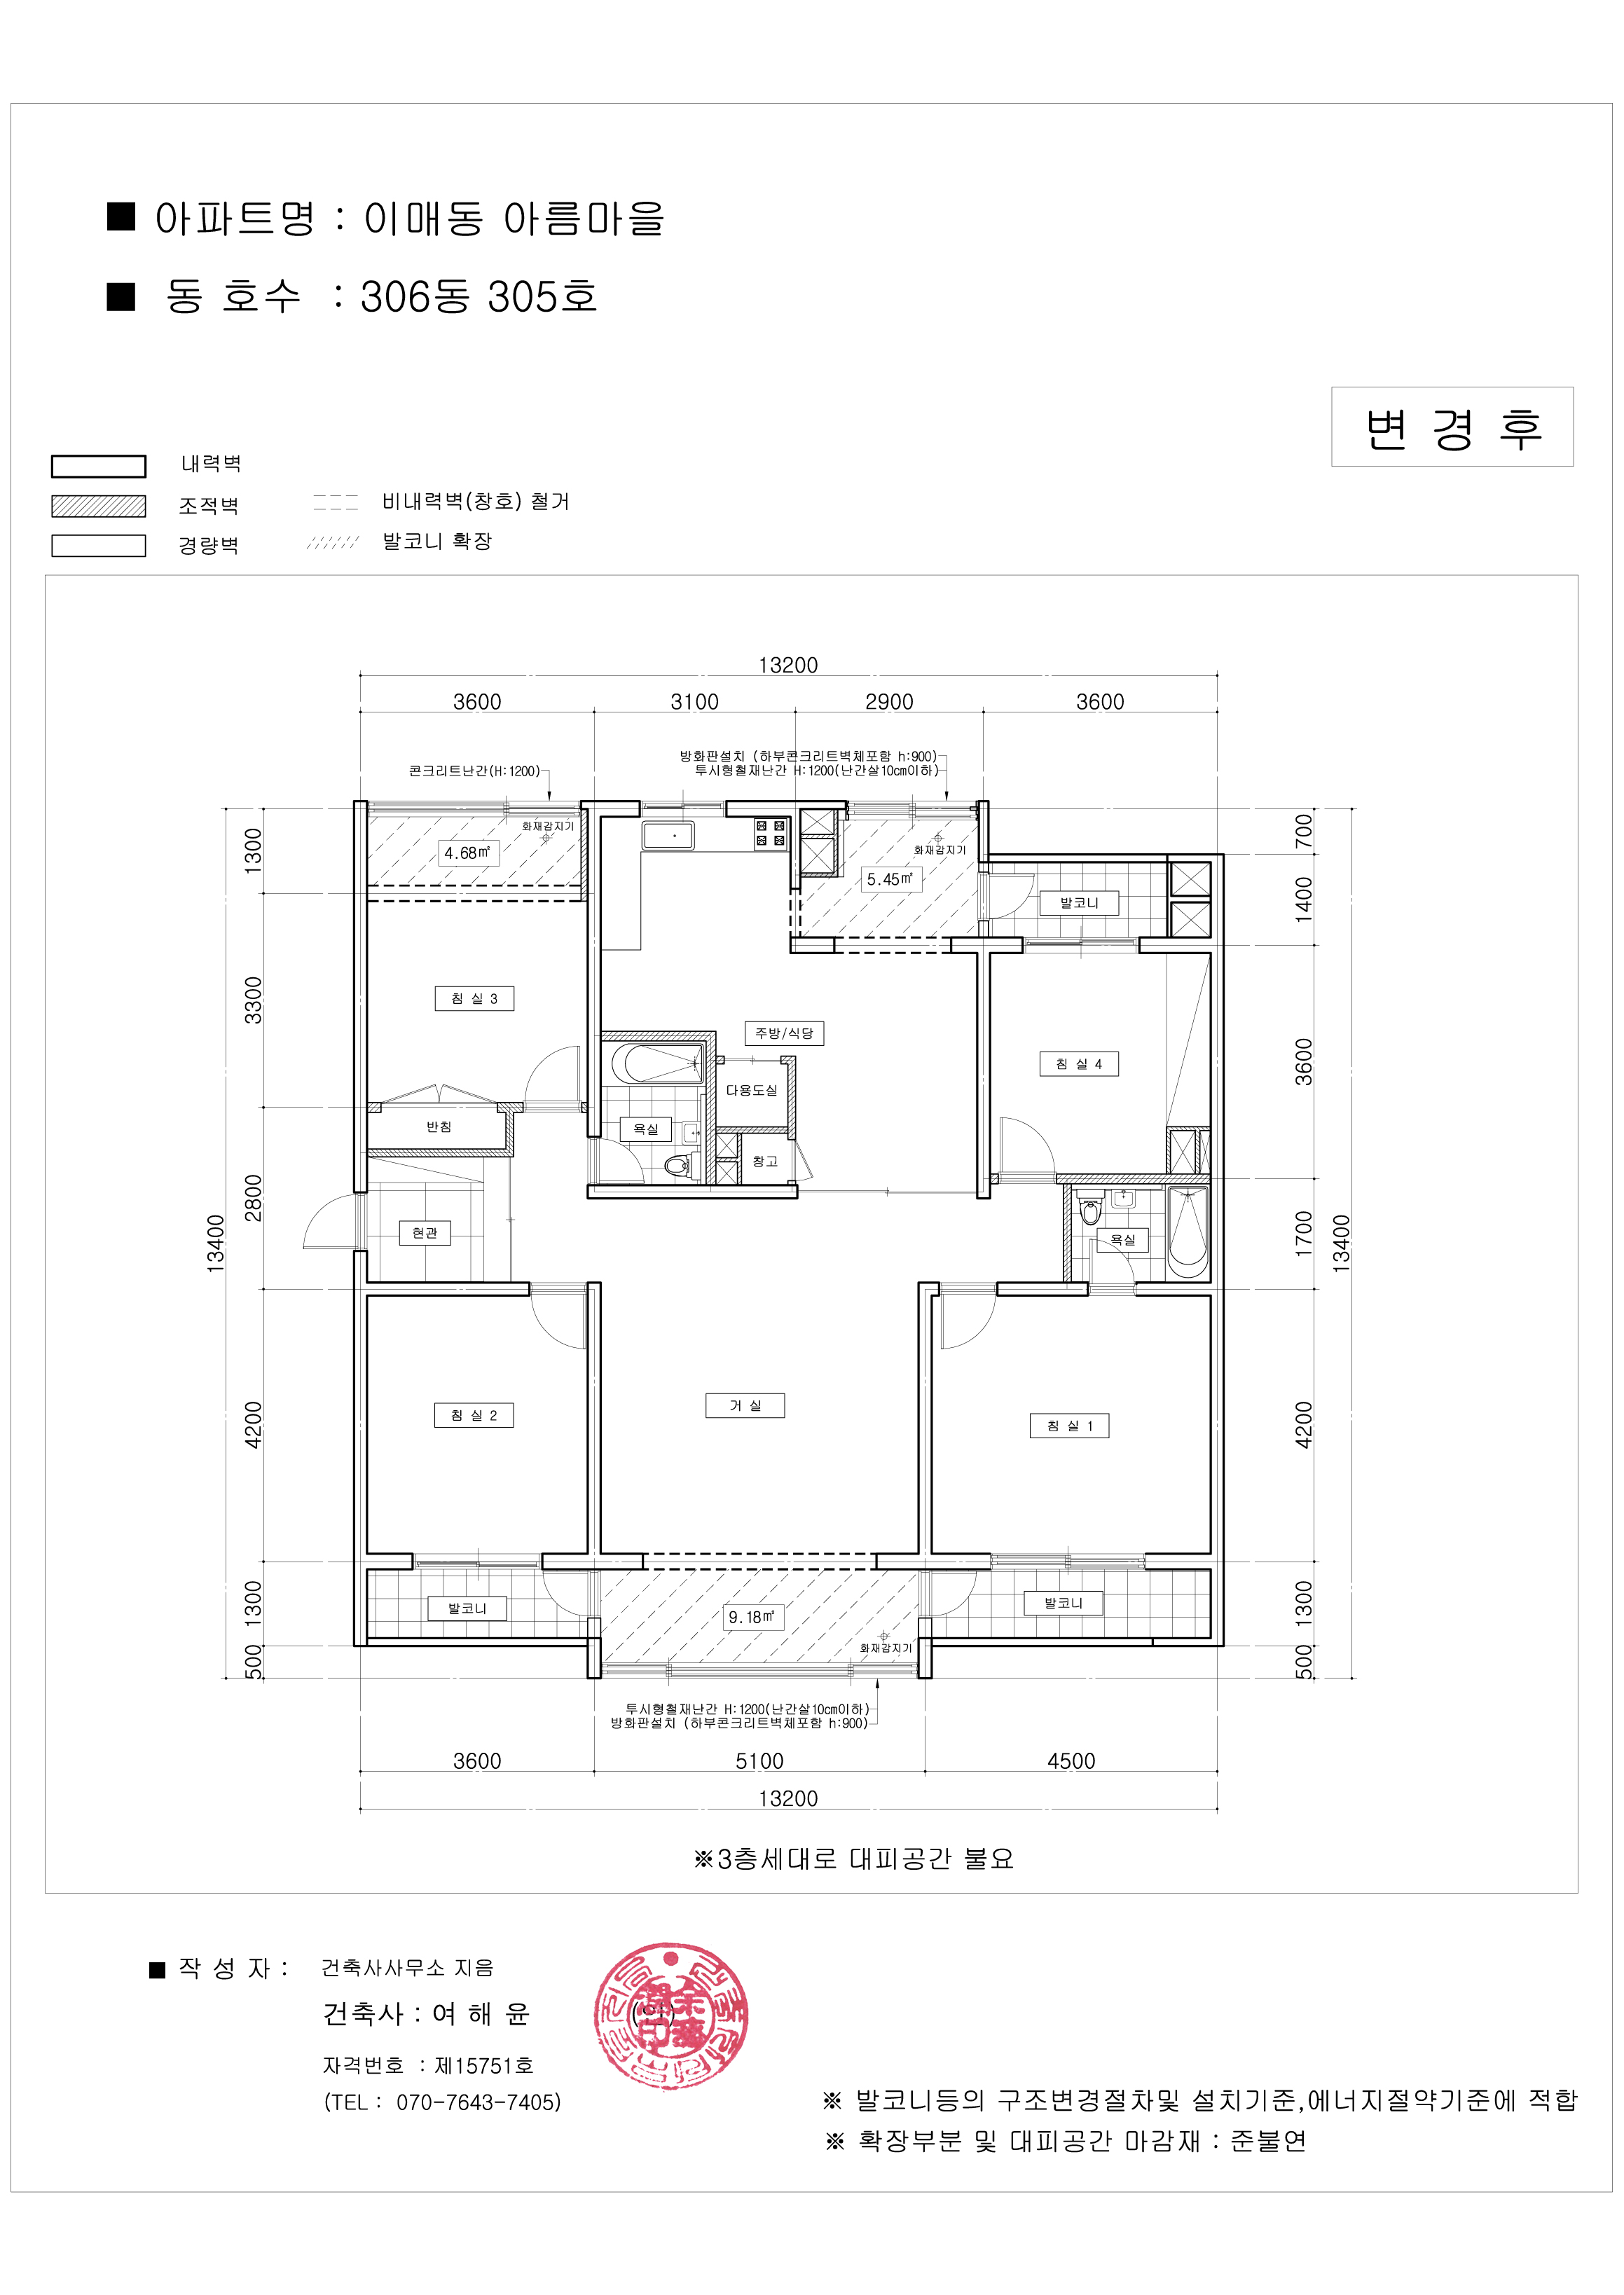 ■ 아파트명 : 이매동 아름마을
■ 동 호수 : 306동 305호
변 경 후
내력벽
조적벽
비내력벽(창호) 철거
경량벽
발코니 확장
13200
3600 3100 2900 3600
방화판설치 (하부콘크리트벽체포함 h:900)
콘크리트난간(H:1200)
투시형철재난간 H:1200(난간살10cm이하)
화재감지기
4.68㎡
화재감지기
5.45㎡
발코니
1300
700
1400
침 실 3
주방/식당
침 실 4
3300
3600
다용도실
반침
욕실
창고
2800
현관
욕실
1700
13400
13400
침 실 2
거 실
침 실 1
4200
4200
발코니
9.18㎡
발코니
화재감지기
1300
1300
500
500
투시형철재난간 H:1200(난간살10cm이하)
방화판설치 (하부콘크리트벽체포함 h:900)
3600 5100 4500
13200
※3층세대로 대피공간 불요
■ 작 성 자 : 건축사사무소 지음
건축사 : 여 해 윤 (인)
자격번호 : 제15751호
(TEL : 070-7643-7405)
※ 발코니등의 구조변경절차및 설치기준,에너지절약기준에 적합
※ 확장부분 및 대피공간 마감재 : 준불연